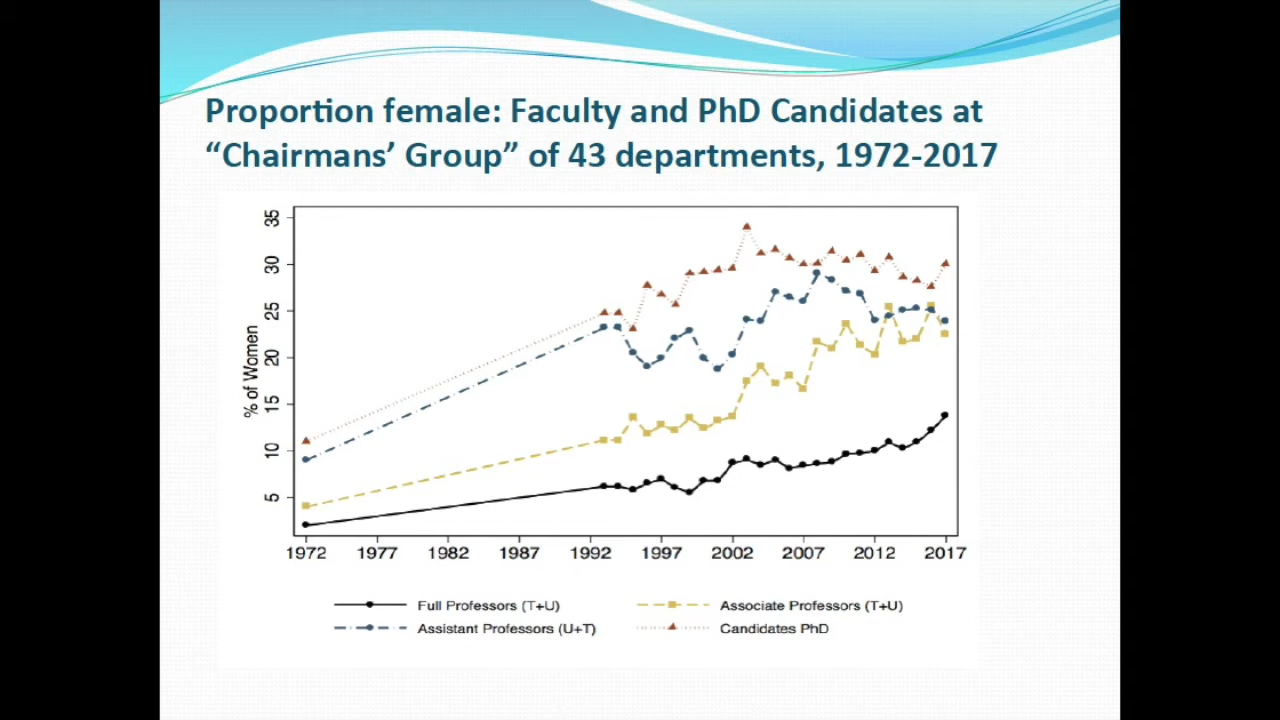 Proportion female: Faculty and PhD Candidates at
“Chairmans’ Group” of 43 departments, 1972-2017
35
30
25
20
15
10
5
% of Women
1972 1977 1982 1987 1992 1997 2002 2007 2012 2017
Full Professors (T+U) Associate Professors (T+U)
Assistant Professors (U+T) Candidates PhD